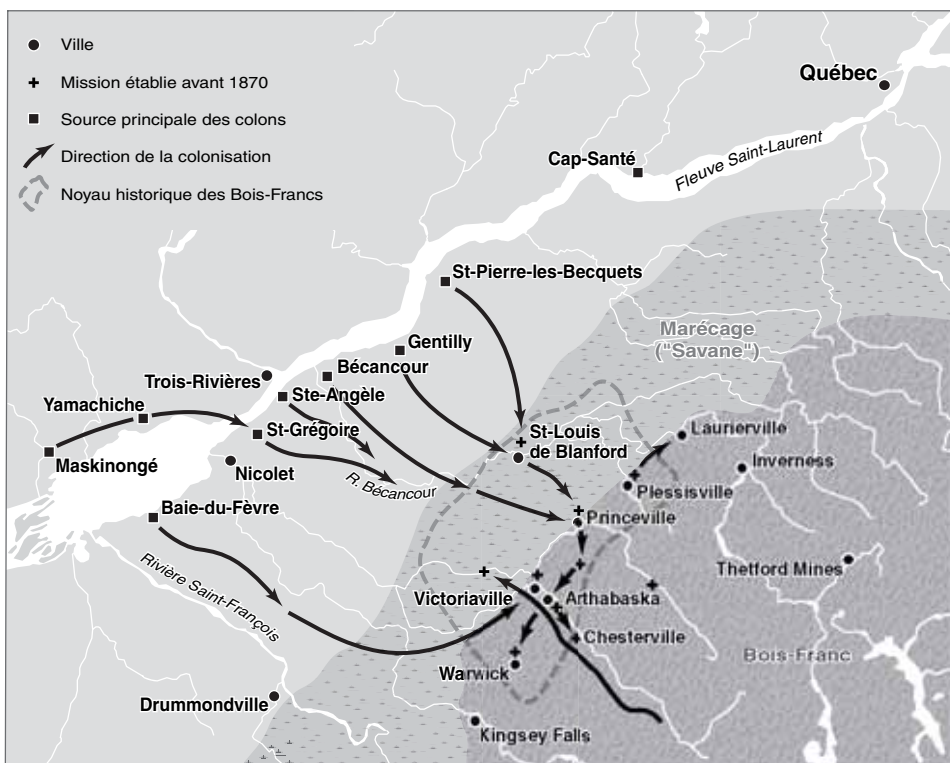 Ville
Mission établie avant 1870
Source principale des colons
Direction de la colonisation
Noyau historique des Bois-Francs
Québec
Cap-Santé
Fleuve Saint-Laurent
St-Pierre-les-Becquets
Marécage
("Savane")
Gentilly
Bécancour
Trois-Rivières
Ste-Angèle
Yamachiche
St-Grégoire
Maskinongé
Nicolet
R. Bécancour
St-Louis
de Blanford
Laurierville
Inverness
Plessisville
Baie-du-Fèvre
Princeville
Rivière Saint-François
Thetford Mines
Victoriaville
Arthabaska
Chesterville
Bois-Franc
Warwick
Drummondville
Kingsey Falls